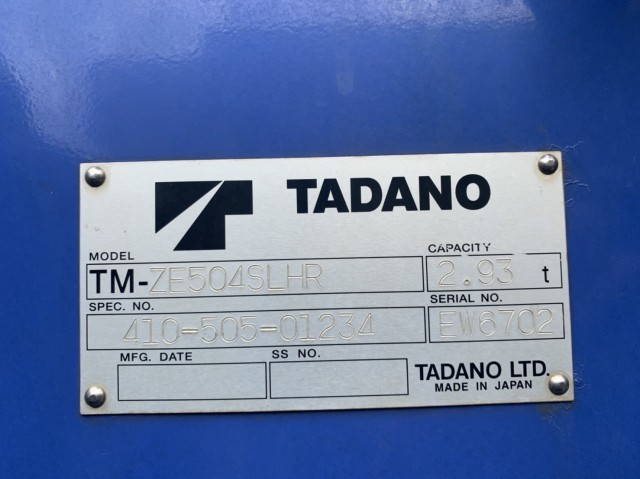 TADANO
MODEL
TM-ZE504SLHR
CAPACITY
2.93 t
SPEC. NO.
410-505-01234
SERIAL NO.
EW6702
MFG. DATE
SS NO.
TADANO LTD.
MADE IN JAPAN